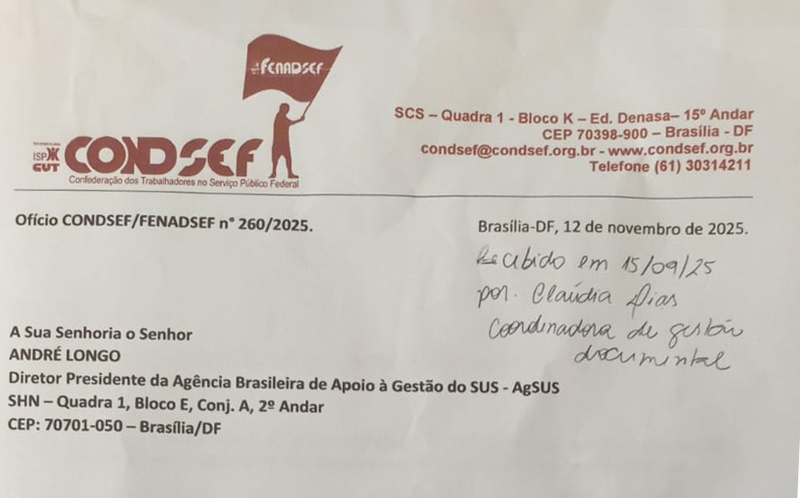 FENADSEF
ISP
CUT
CONDSEF
Confederação dos Trabalhadores no Serviço Público Federal
SCS – Quadra 1 - Bloco K – Ed. Denasa– 15º Andar
CEP 70398-900 – Brasília - DF
condsef@condsef.org.br - www.condsef.org.br
Telefone (61) 30314211
Ofício CONDSEF/FENADSEF n° 260/2025.
Brasília-DF, 12 de novembro de 2025.
Recibido em 15/09/25
por. Claúdia Dias
Coordinadora de gestão
documental
A Sua Senhoria o Senhor
ANDRÉ LONGO
Diretor Presidente da Agência Brasileira de Apoio à Gestão do SUS - AgSUS
SHN – Quadra 1, Bloco E, Conj. A, 2º Andar
CEP: 70701-050 – Brasília/DF